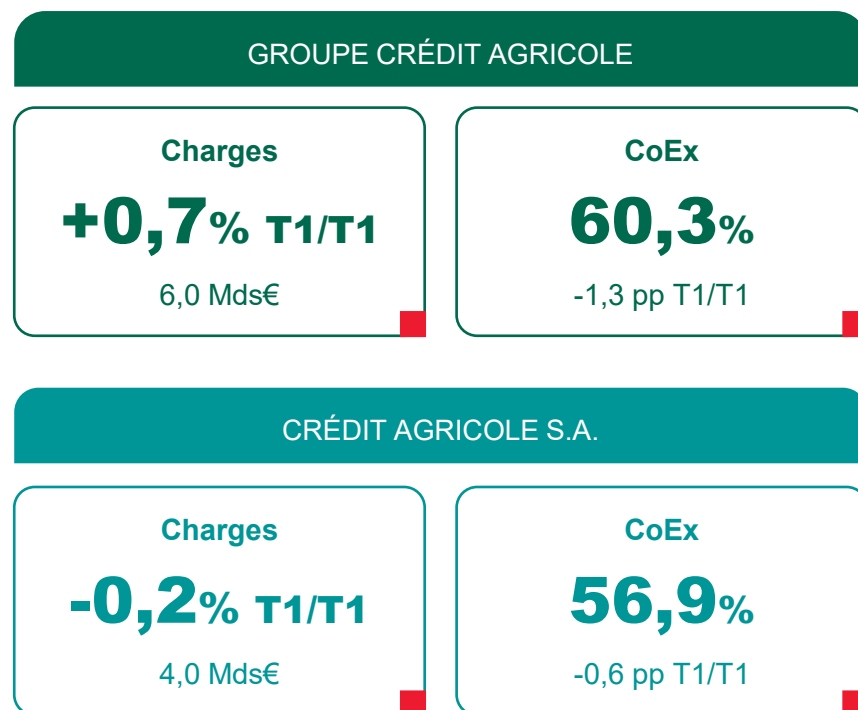 GROUPE CRÉDIT AGRICOLE
Charges
+0,7% T1/T1
6,0 Mds€
CoEx
60,3%
-1,3 pp T1/T1
CRÉDIT AGRICOLE S.A.
Charges
-0,2% T1/T1
4,0 Mds€
CoEx
56,9%
-0,6 pp T1/T1